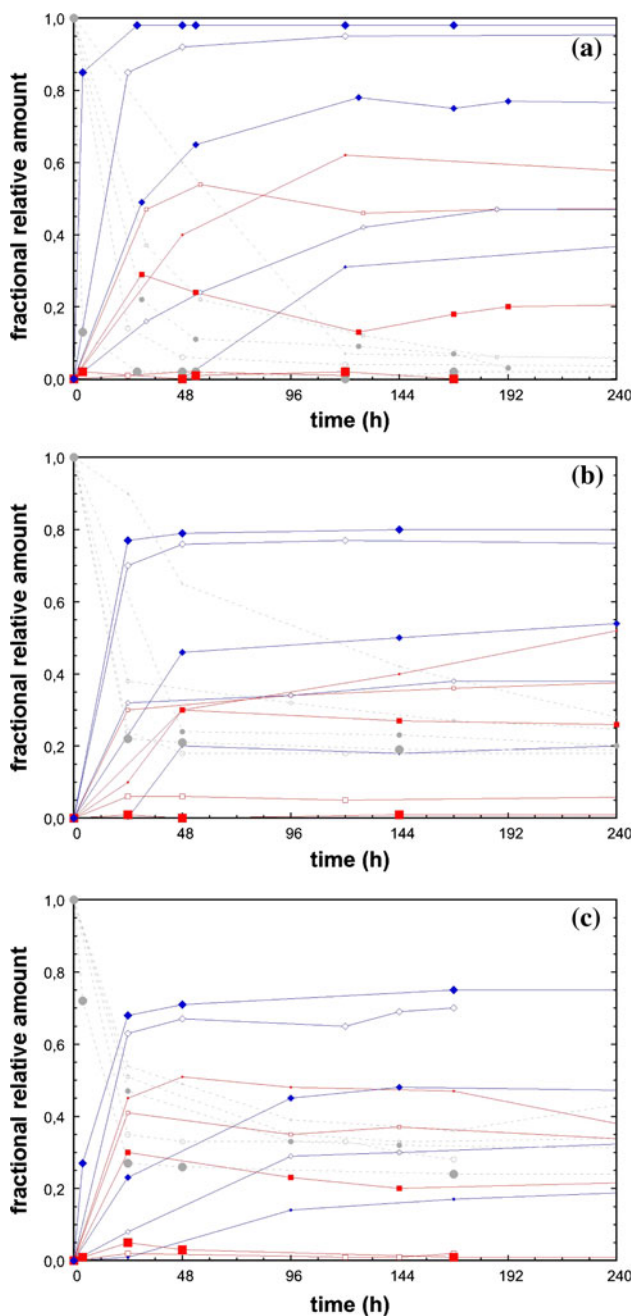 (a)
fractional relative amount
1,0
0,8
0,6
0,4
0,2
0,0
0 48 96 144 192 240
time (h)
(b)
fractional relative amount
1,0
0,8
0,6
0,4
0,2
0,0
0 48 96 144 192 240
time (h)
(c)
fractional relative amount
1,0
0,8
0,6
0,4
0,2
0,0
0 48 96 144 192 240
time (h)